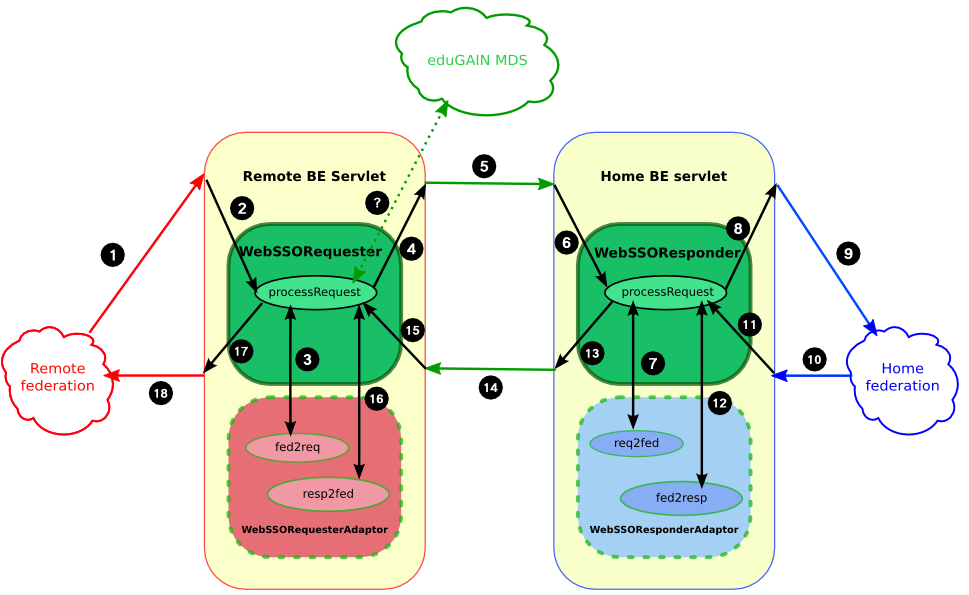 eduGAIN MDS
Remote BE Servlet
5
Home BE servlet
2
?
1
4
6
8
9
WebSSORequester
WebSSOResponder
processRequest
processRequest
15
11
17
3
13
7
10
Remote
federation
Home
federation
14
18
16
12
fed2req
req2fed
resp2fed
fed2resp
WebSSORequesterAdaptor
WebSSOResponderAdaptor